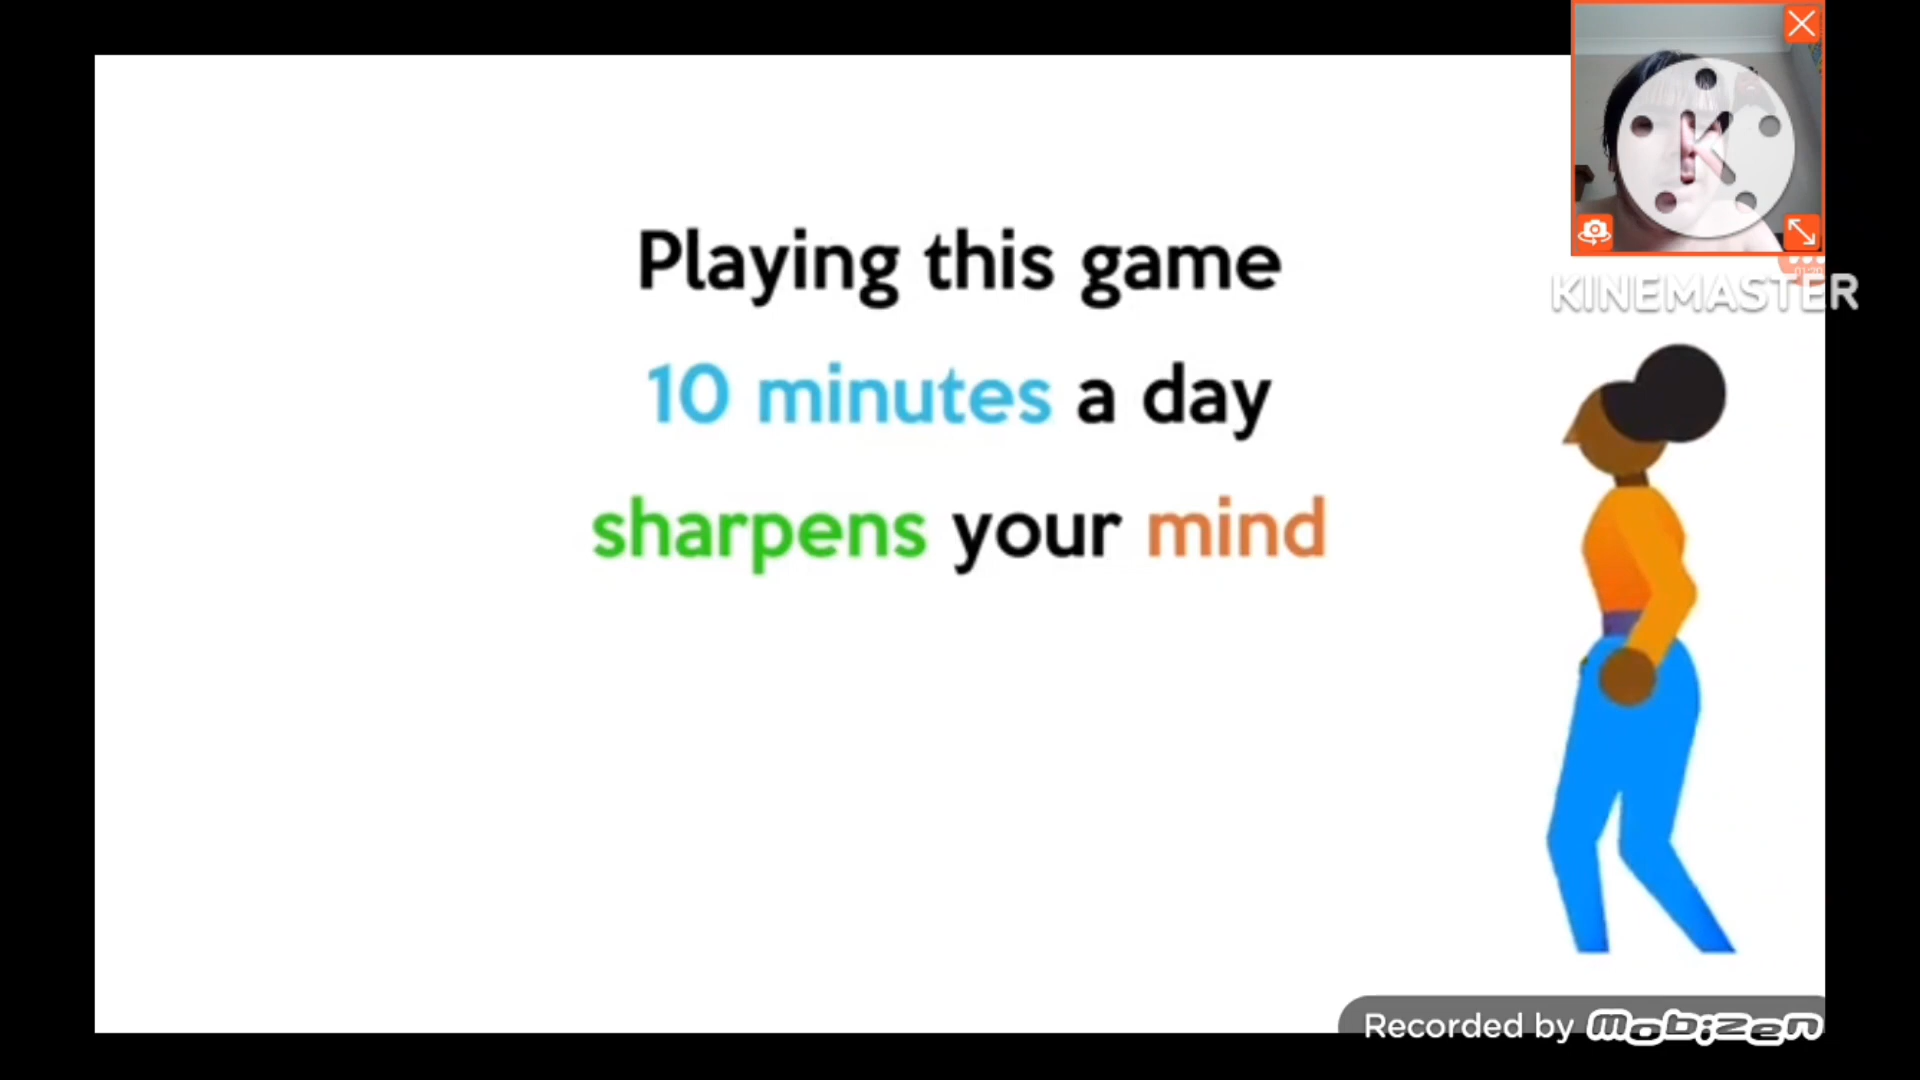 Playing this game
10 minutes a day
sharpens your mind
KINEMASTER
Recorded by mobizen